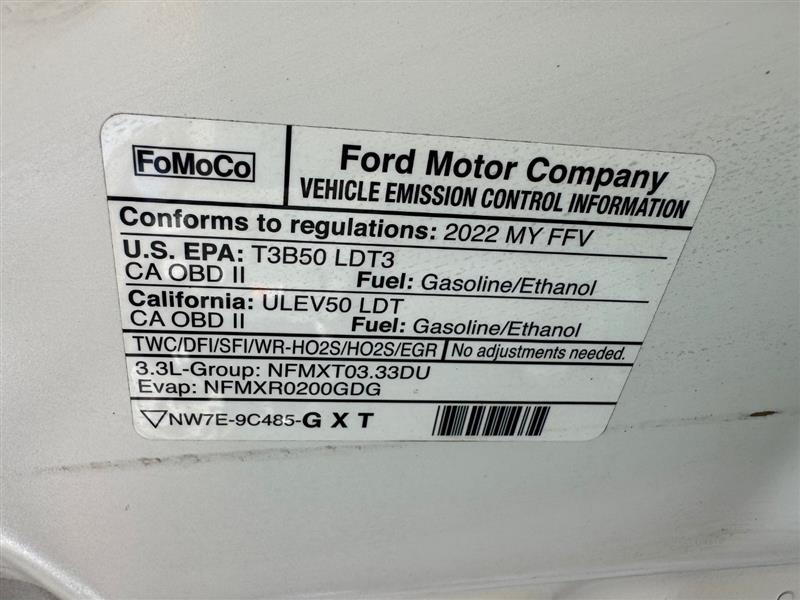 FoMoCo
Ford Motor Company
VEHICLE EMISSION CONTROL INFORMATION
Conforms to regulations: 2022 MY FFV
U.S. EPA: T3B50 LDT3
CA OBD II Fuel: Gasoline/Ethanol
California: ULEV50 LDT
CA OBD II Fuel: Gasoline/Ethanol
TWC/DFI/SFI/WR-HO2S/HO2S/EGR No adjustments needed.
3.3L-Group: NFMXT03.33DU
Evap: NFMXR0200GDG
NW7E-9C485-G X T